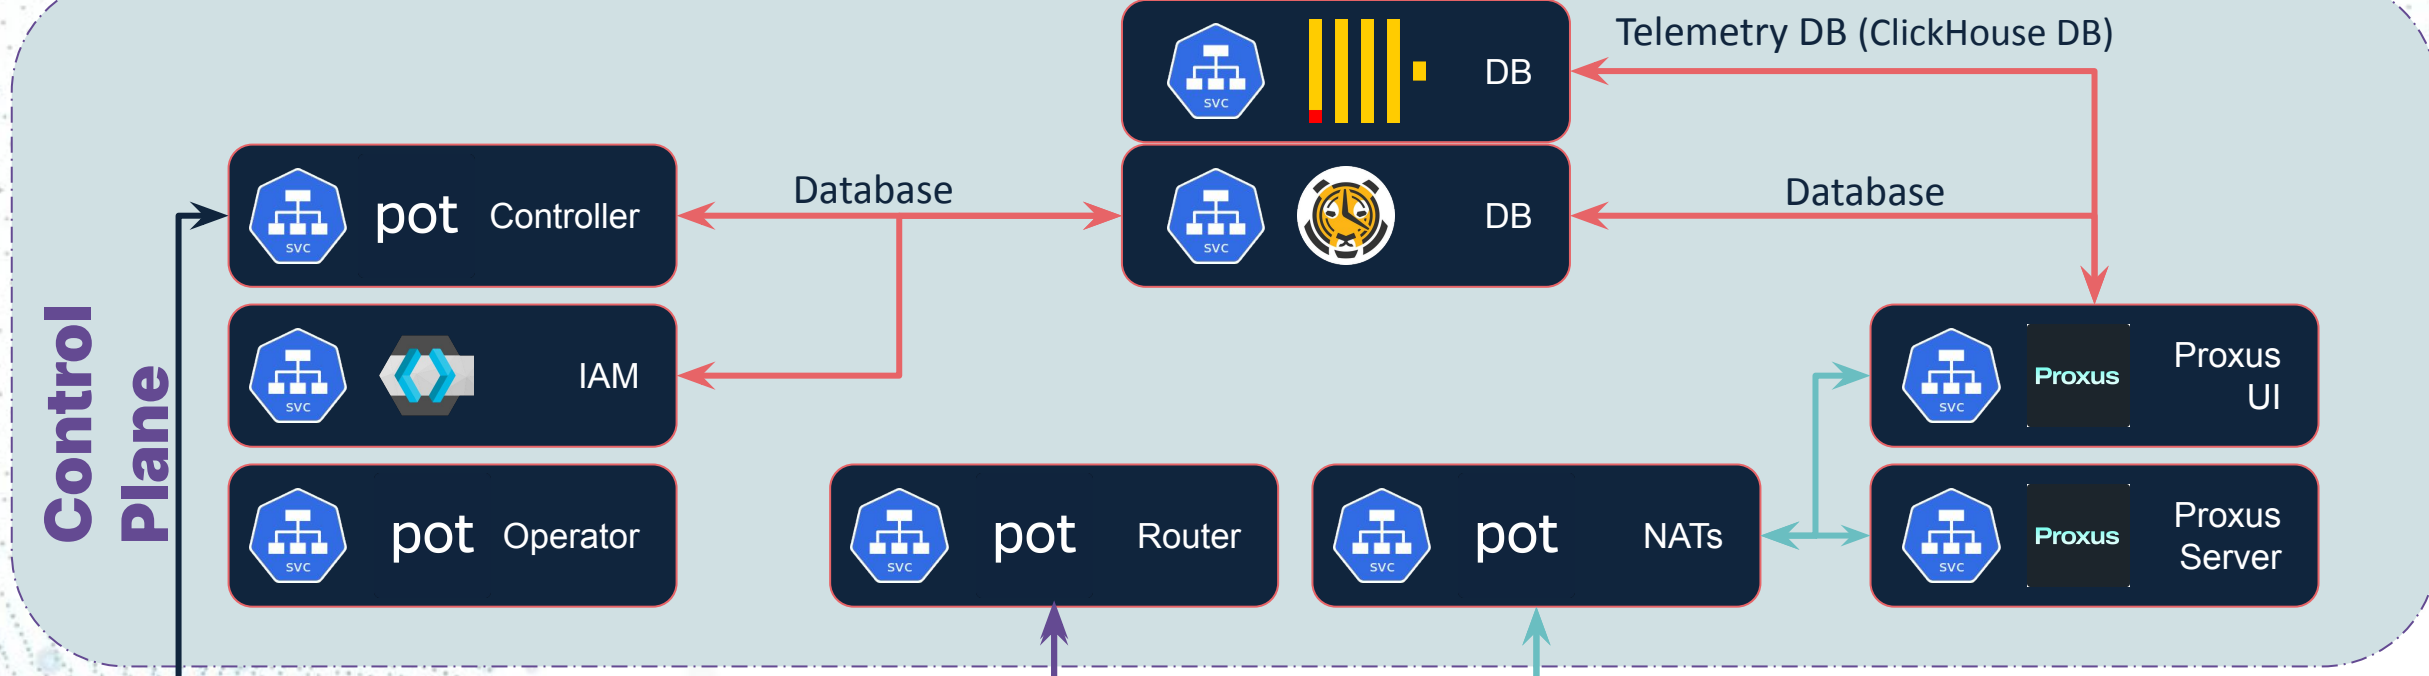 Telemetry DB (ClickHouse DB)
svc DB
Database
Database
svc pot Controller
svc DB
Control
Plane
svc IAM
svc Proxus Proxus
UI
svc pot Operator
svc pot Router
svc pot NATs
svc Proxus Proxus
Server